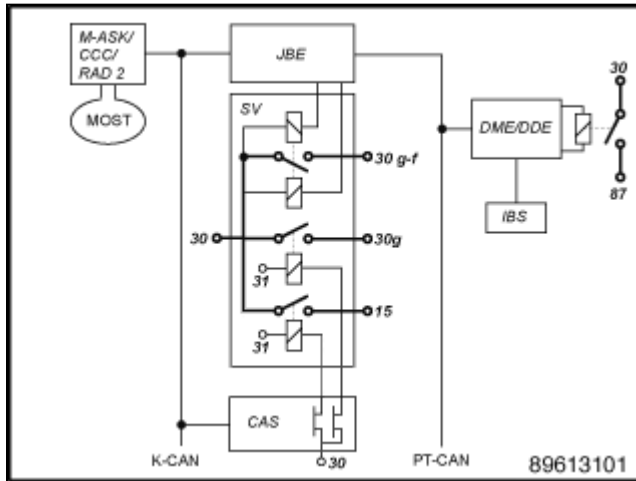 M-ASK/
CCC/
RAD 2
MOST
JBE
SV
30 g-f
30
30g
31
15
31
CAS
30
K-CAN
PT-CAN
DME/DDE
IBS
30
87
89613101